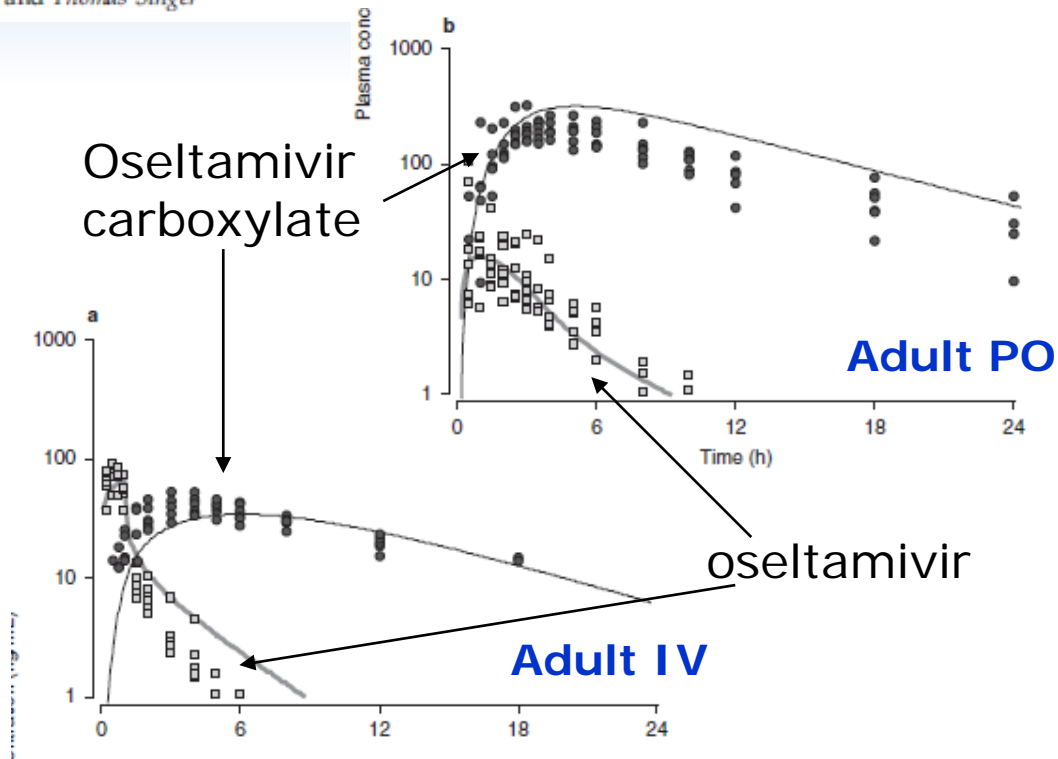 and Thomas Singer
b
Plasma conc
1000
100
10
1
0
6
12
18
24
Time (h)
Adult PO
Oseltamivir
carboxylate
a
1000
100
10
1
0
6
12
18
24
Adult IV
oseltamivir